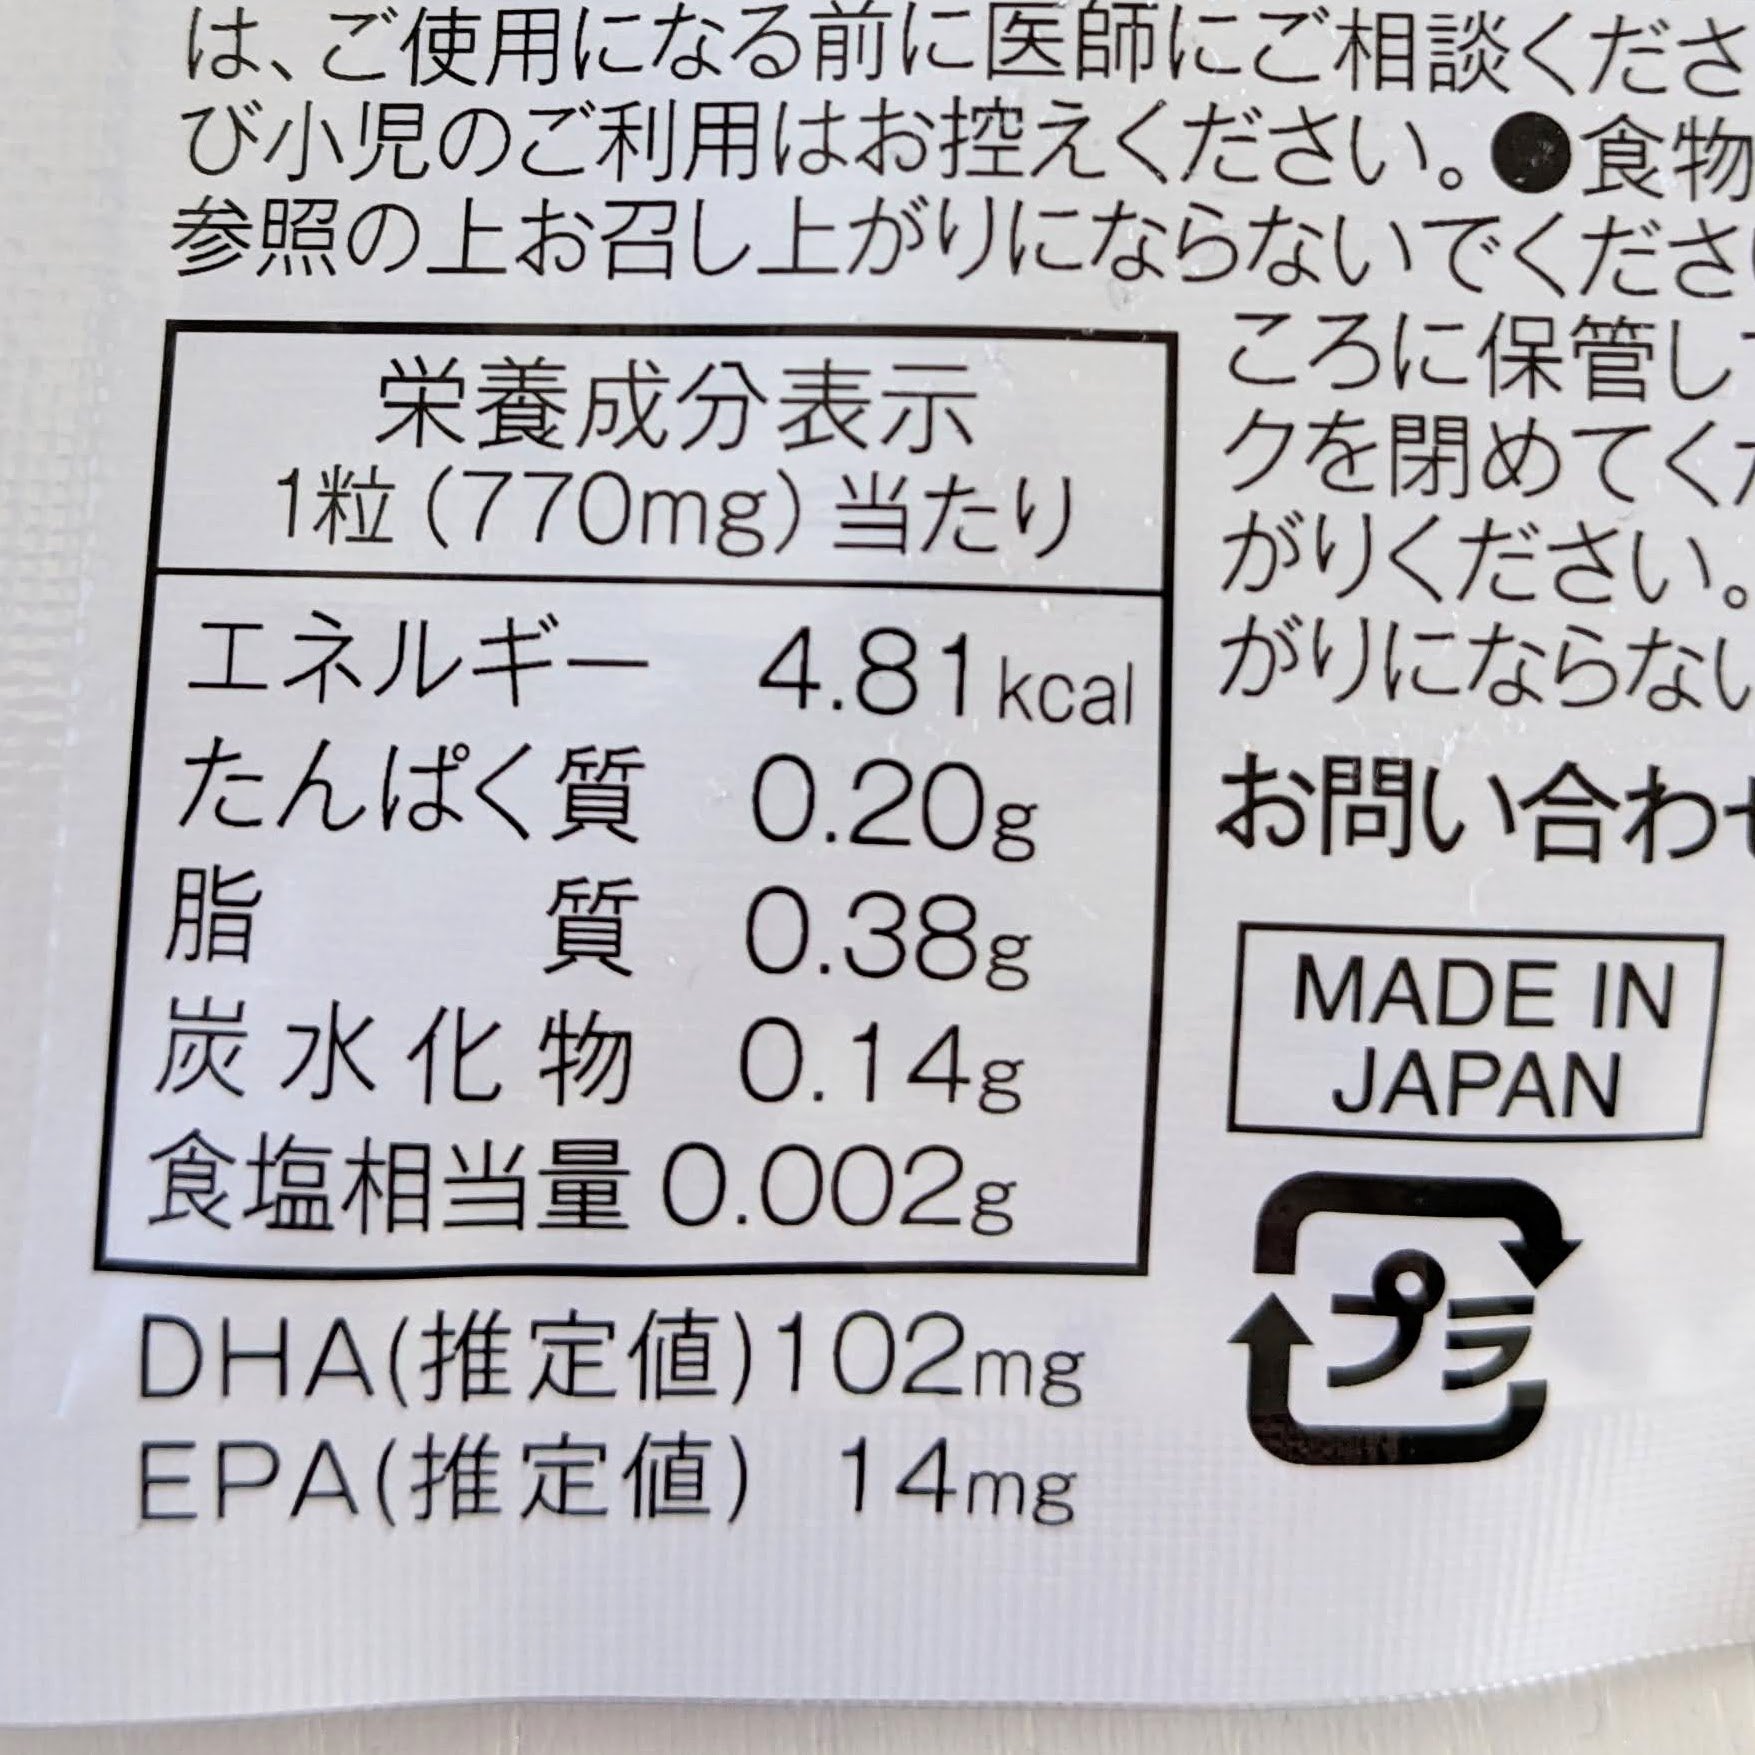 は、ご使用になる前に医師にご相談くださ
び小児のご利用はお控えください。●食物
参照の上お召し上がりにならないでくださ
栄養成分表示
1粒(770mg)当たり
エネルギー 4.81kcal
たんぱく質 0.20g
脂質 0.38g
炭水化物 0.14g
食塩相当量 0.002g
DHA(推定値)102mg
EPA(推定値) 14mg
ころに保管し
クを閉めてく
がりください。
がりにならない
お問い合わせ
MADE IN
JAPAN
プラ